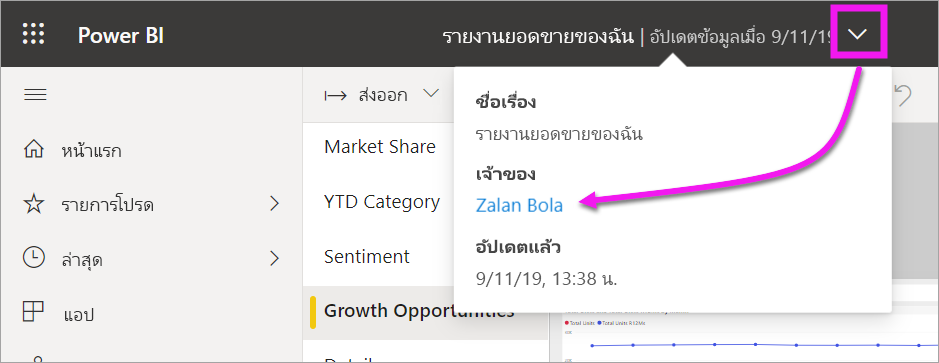 Power BI
รายงานยอดขายของฉัน | อัปเดตข้อมูลเมื่อ 9/11/19
ส่งออก
หน้าแรก
รายการโปรด
ล่าสุด
แอป
Market Share
YTD Category
Sentiment
Growth Opportunities
ชื่อเรื่อง
รายงานยอดขายของฉัน
เจ้าของ
Zalan Bola
อัปเดตแล้ว
9/11/19, 13:38 น.
Total Units Total Units R12Ms